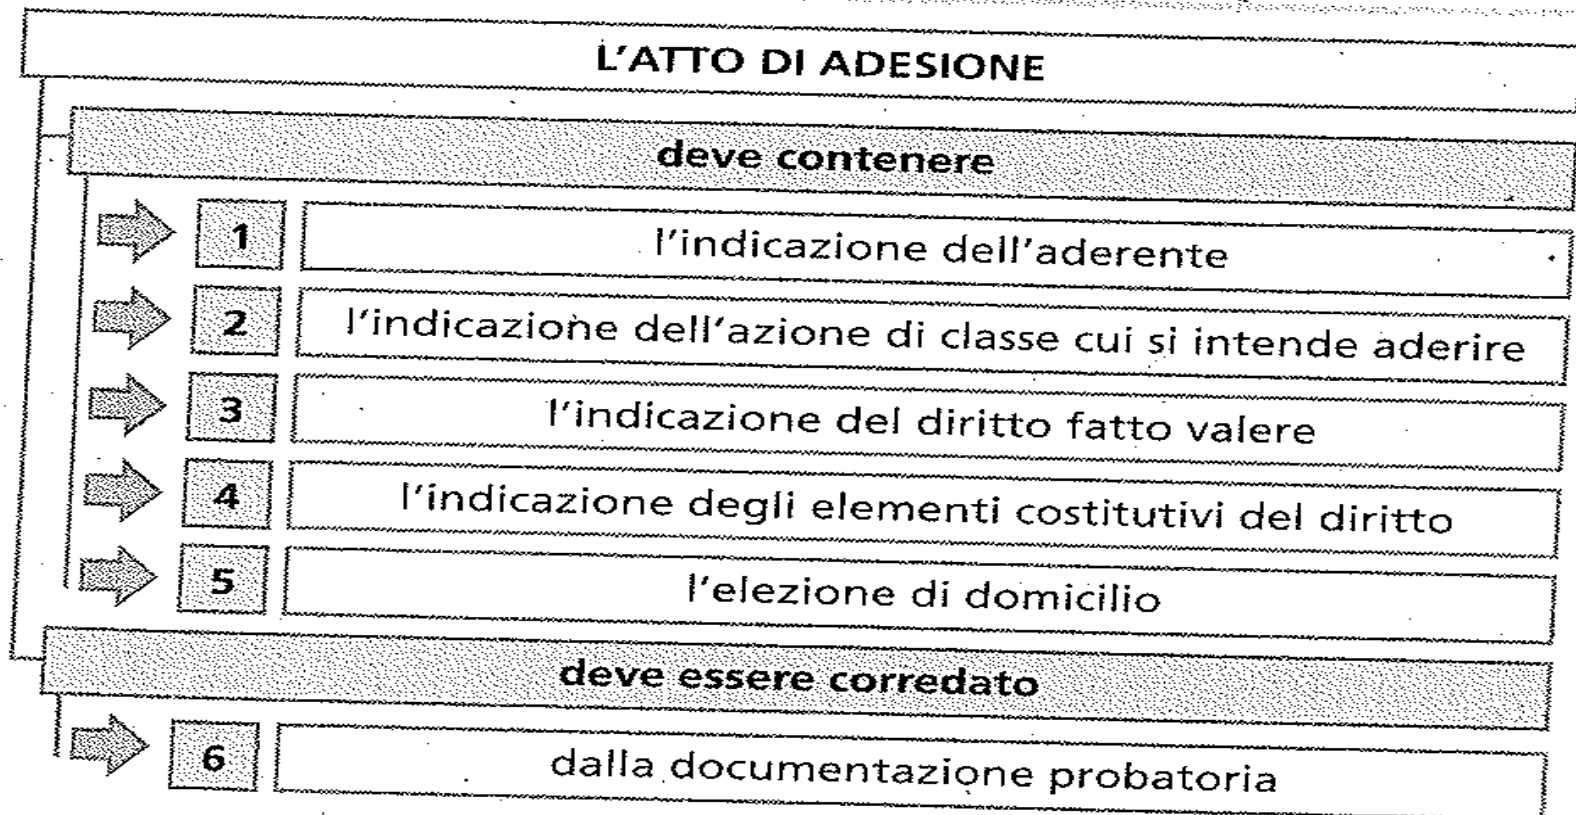 L'ATTO DI ADESIONE
deve contenere
1 l'indicazione dell'aderente
2 l'indicazione dell'azione di classe cui si intende aderire
3 l'indicazione del diritto fatto valere
4 l'indicazione degli elementi costitutivi del diritto
5 l'elezione di domicilio
deve essere corredato
6 dalla documentazione probatoria